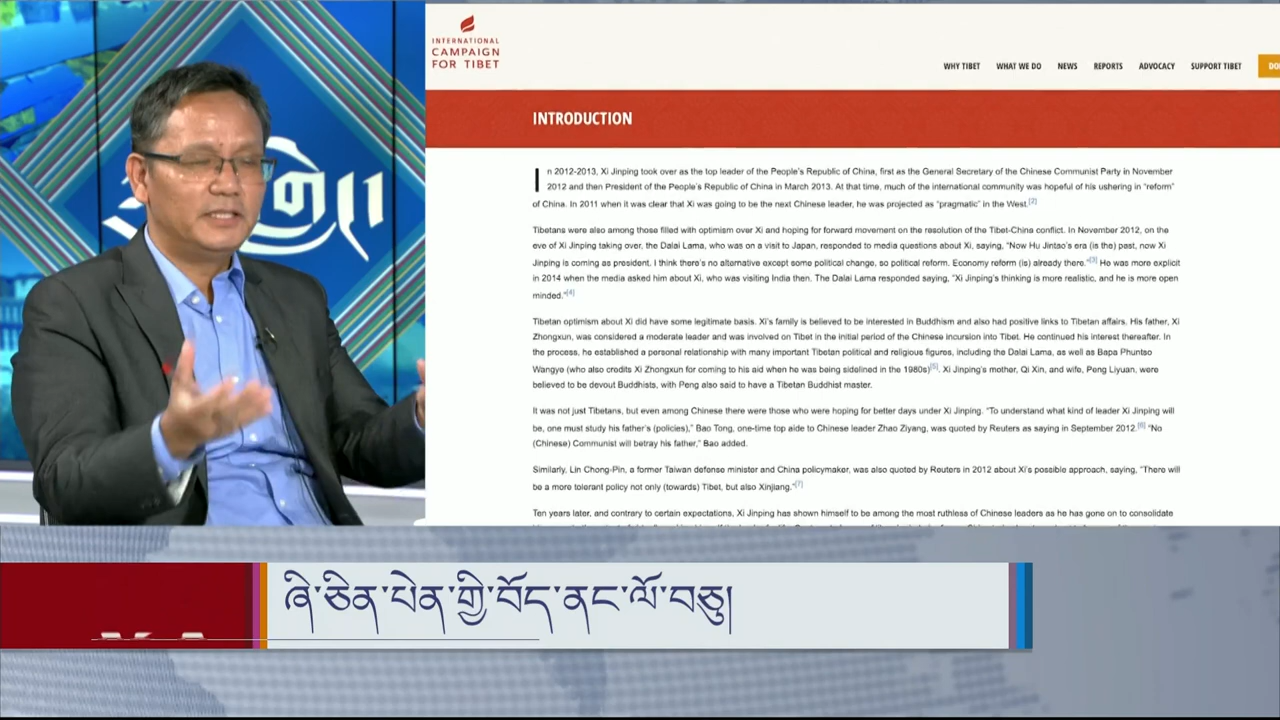 INTERNATIONAL
CAMPAIGN
FOR TIBET
WHY TIBET WHAT WE DO NEWS REPORTS ADVOCACY SUPPORT TIBET
INTRODUCTION
In 2012-2013, Xi Jinping took over as the top leader of the People's Republic of China, first as the General Secretary of the Chinese Communist Party in November
2012 and then President of the People's Republic of China in March 2013. At that time, much of the international community was hopeful of his ushering in "reform"
of China. In 2011 when it was clear that Xi was going to be the next Chinese leader, he was projected as "pragmatic" in the West.[2]
Tibetans were also among those filled with optimism over Xi and hoping for forward movement on the resolution of the Tibet-China conflict. In November 2012, on the
eve of Xi Jinping taking over, the Dalai Lama, who was on a visit to Japan, responded to media questions about Xi, saying, "Now Hu Jintao's era (is the) past, now Xi
Jinping is coming as president. I think there's no alternative except some political change, so political reform. Economy reform (is) already there."[3] He was more explicit
in 2014 when the media asked him about Xi, who was visiting India then. The Dalai Lama responded saying, "Xi Jinping's thinking is more realistic, and he is more open
minded."[4]
Tibetan optimism about Xi did have some legitimate basis. Xi's family is believed to be interested in Buddhism and also had positive links to Tibetan affairs. His father, Xi
Zhongxun, was considered a moderate leader and was involved on Tibet in the initial period of the Chinese incursion into Tibet. He continued his interest thereafter. In
the process, he established a personal relationship with many important Tibetan political and religious figures, including the Dalai Lama, as well as Bapa Phuntso
Wangye (who also credits Xi Zhongxun for coming to his aid when he was being sidelined in the 1980s)[5]. Xi Jinping's mother, Qi Xin, and wife, Peng Liyuan, were
believed to be devout Buddhists, with Peng also said to have a Tibetan Buddhist master.
It was not just Tibetans, but even among Chinese there were those who were hoping for better days under Xi Jinping. "To understand what kind of leader Xi Jinping will
be, one must study his father's (policies)," Bao Tong, one-time top aide to Chinese leader Zhao Ziyang, was quoted by Reuters as saying in September 2012.[6] "No
(Chinese) Communist will betray his father," Bao added.
Similarly, Lin Chong-Pin, a former Taiwan defense minister and China policymaker, was also quoted by Reuters in 2012 about Xi's possible approach, saying, "There will
be a more tolerant policy not only (towards) Tibet, but also Xinjiang."[7]
Ten years later, and contrary to certain expectations, Xi Jinping has shown himself to be among the most ruthless of Chinese leaders as he has gone on to consolidate
ཞི་ཅིན་པེན་གྱི་བོད་ནང་ལོ་བཅུ།